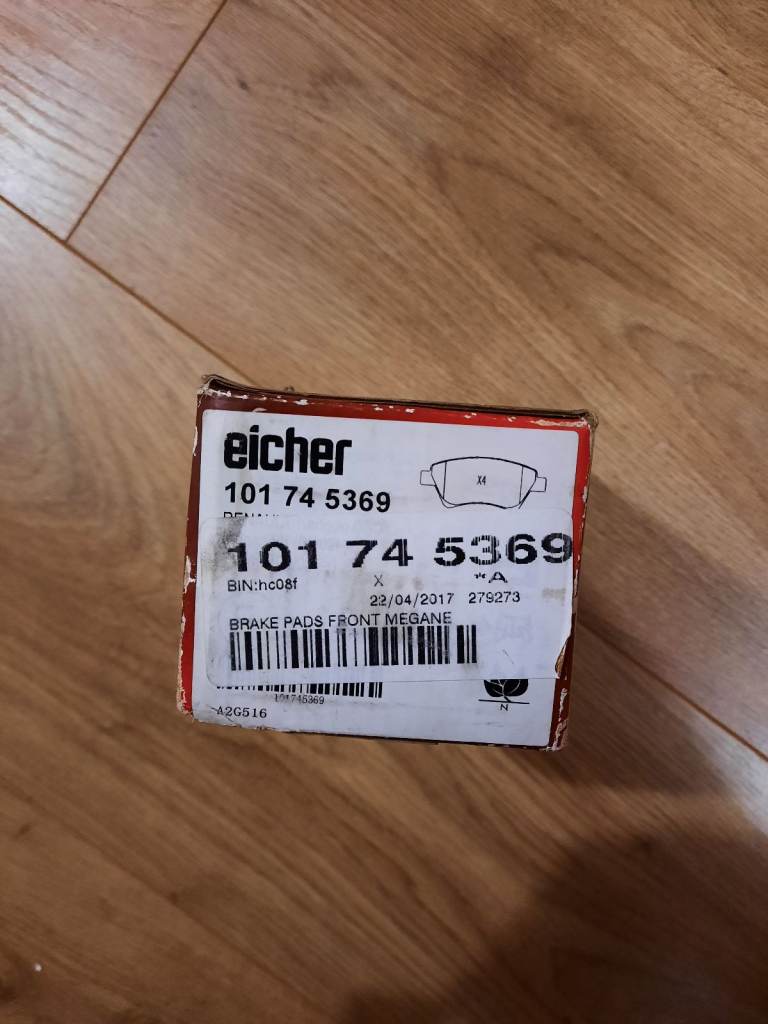 eicher
101 74 5369
X4
101 74 5369
*A
BIN:hc08f
X
22/04/2017 279273
BRAKE PADS FRONT MEGANE
101745369
A2G516
N